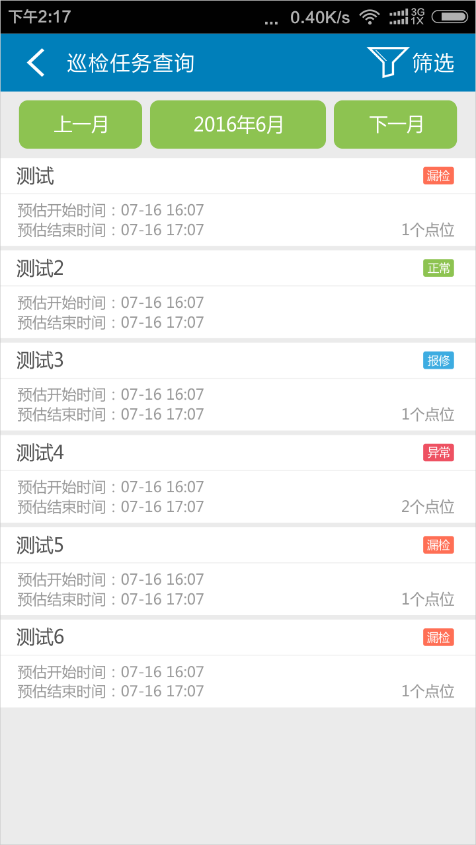 下午2:17 ... 0.40K/s 3G 1X
巡检任务查询 筛选
上一月 2016年6月 下一月
测试 漏检
预估开始时间：07-16 16:07
预估结束时间：07-16 17:07 1个点位
测试2 正常
预估开始时间：07-16 16:07
预估结束时间：07-16 17:07
测试3 报修
预估开始时间：07-16 16:07
预估结束时间：07-16 17:07 1个点位
测试4 异常
预估开始时间：07-16 16:07
预估结束时间：07-16 17:07 2个点位
测试5 漏检
预估开始时间：07-16 16:07
预估结束时间：07-16 17:07 1个点位
测试6 漏检
预估开始时间：07-16 16:07
预估结束时间：07-16 17:07 1个点位